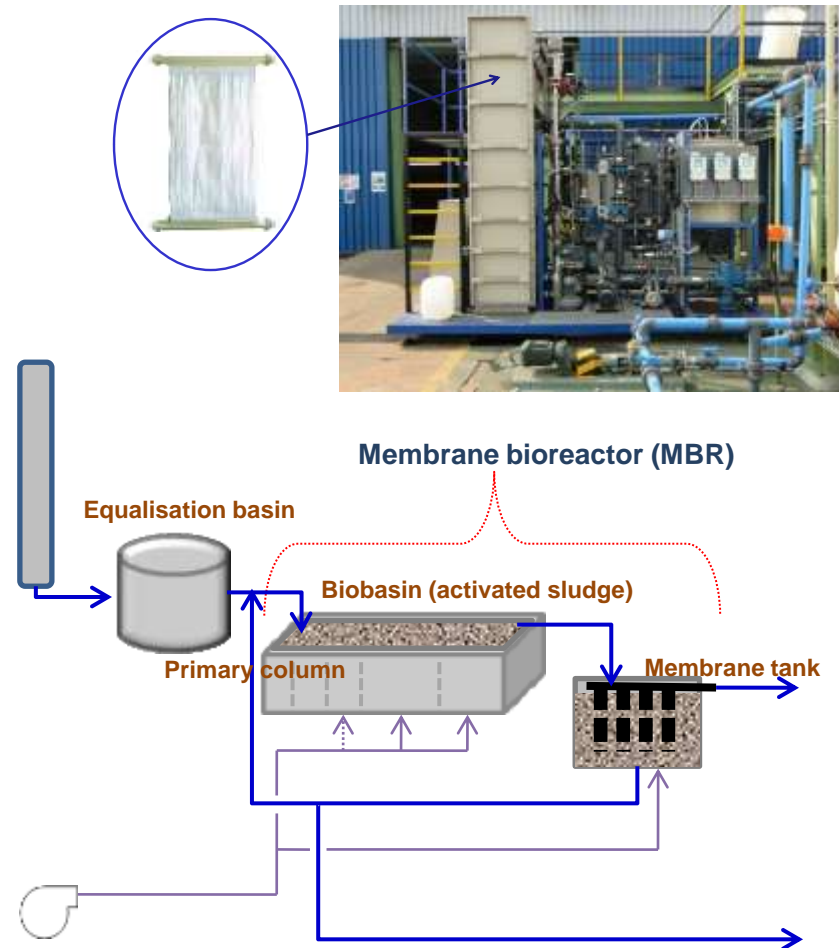 Membrane bioreactor (MBR)
Equalisation basin
Biobasin (activated sludge)
Primary column
Membrane tank